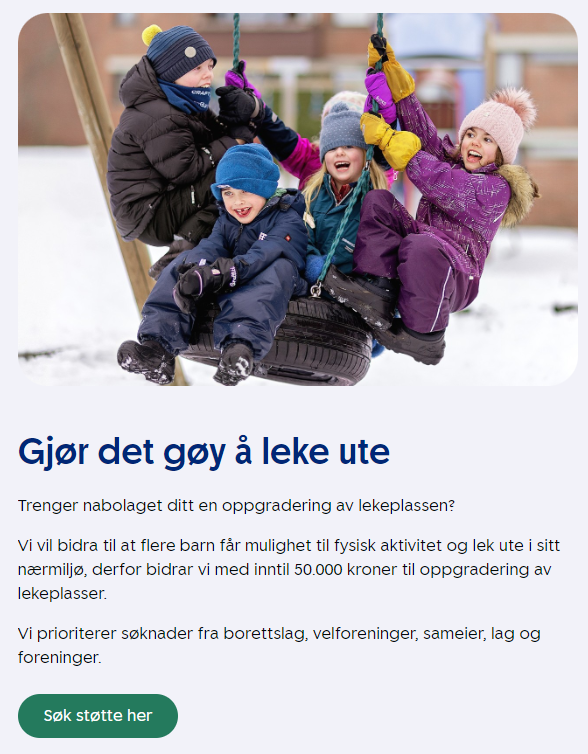 Gjør det gøy å leke ute
Trenger nabolaget ditt en oppgradering av lekeplassen?
Vi vil bidra til at flere barn får mulighet til fysisk aktivitet og lek ute i sitt
nærmiljø, derfor bidrar vi med inntil 50.000 kroner til oppgradering av
lekeplasser.
Vi prioriterer søknader fra borettslag, velforeninger, sameier, lag og
foreninger.
Søk støtte her